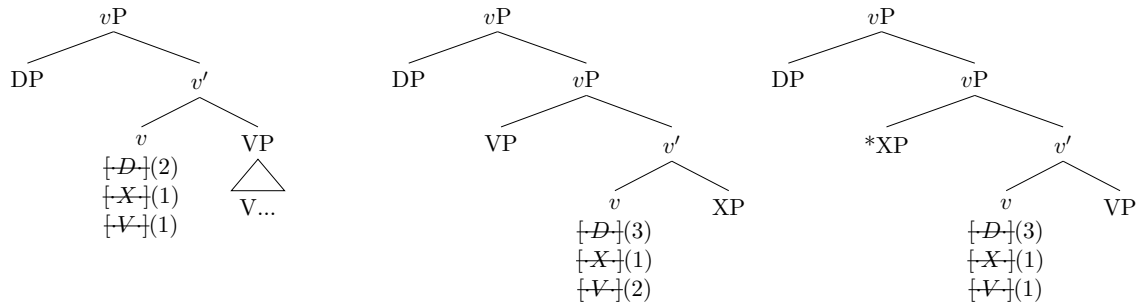 vP vP vP
DP v′ DP vP DP vP
v VP VP v′ *XP v′
[·D·](2)
[·X·](1) V... v XP v VP
[·V·](1) [·D·](3) [·D·](3)
[·X·](1) [·X·](1)
[·V·](2) [·V·](1)